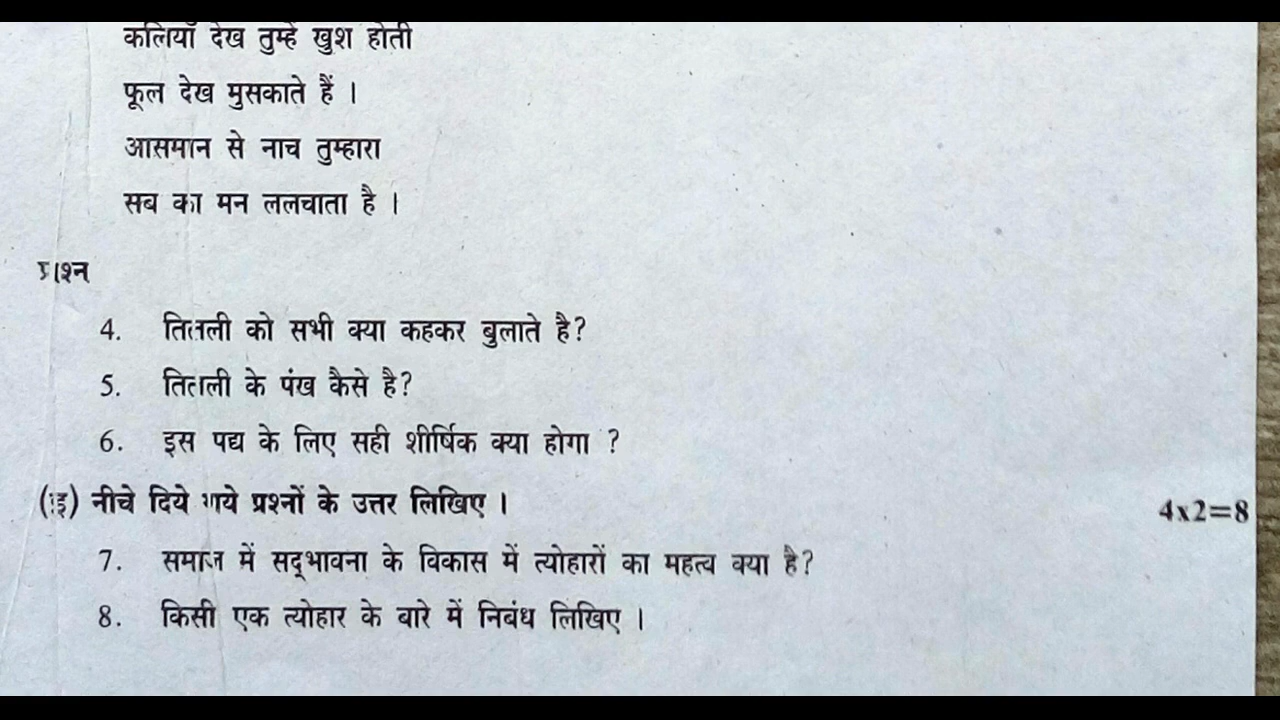 कलियाँ देख तुम्हें खुश होती
फूल देख मुसकाते हैं ।
आसमान से नाच तुम्हारा
सब का मन ललचाता है ।
प्रश्न
4. तितली को सभी क्या कहकर बुलाते है?
5. तितली के पंख कैसे है?
6. इस पद्य के लिए सही शीर्षिक क्या होगा ?
(इ) नीचे दिये गये प्रश्नों के उत्तर लिखिए । 4x2=8
7. समाज में सद्‌भावना के विकास में त्योहारों का महत्व क्या है?
8. किसी एक त्योहार के बारे में निबंध लिखिए ।